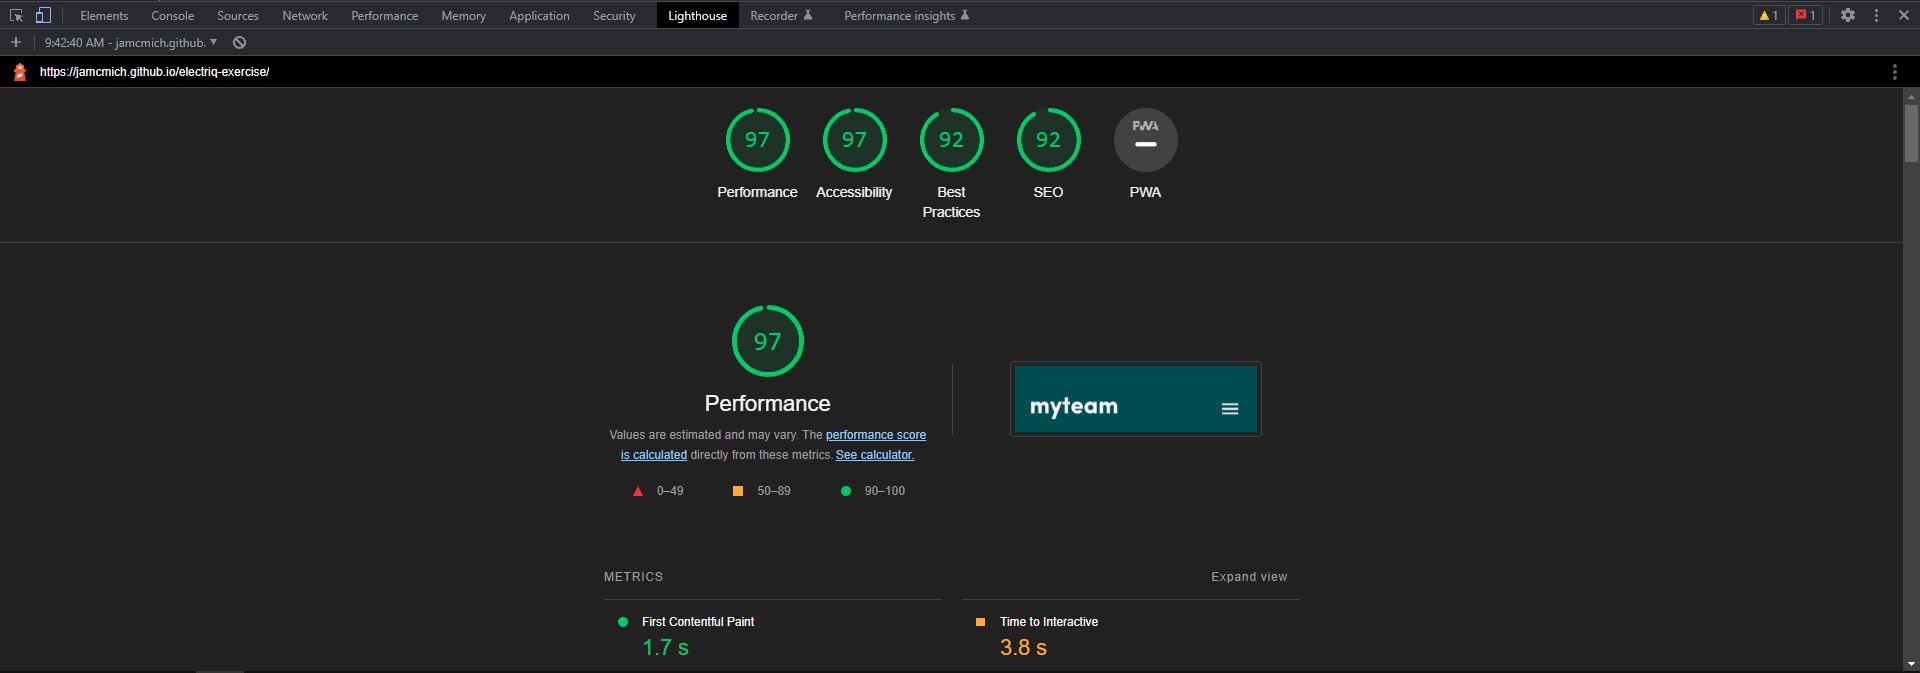 Elements Console Sources Network Performance Memory Application Security Lighthouse Recorder Performance insights 1 1
9:42:40 AM - jamcmich.github.
https://jamcmich.github.io/electriq-exercise/
97 97 92 92 PWA
Performance Accessibility Best Practices SEO PWA
97
Performance
Values are estimated and may vary. The performance score
is calculated directly from these metrics. See calculator.
0–49 50–89 90–100
myteam
METRICS Expand view
First Contentful Paint Time to Interactive
1.7 s 3.8 s